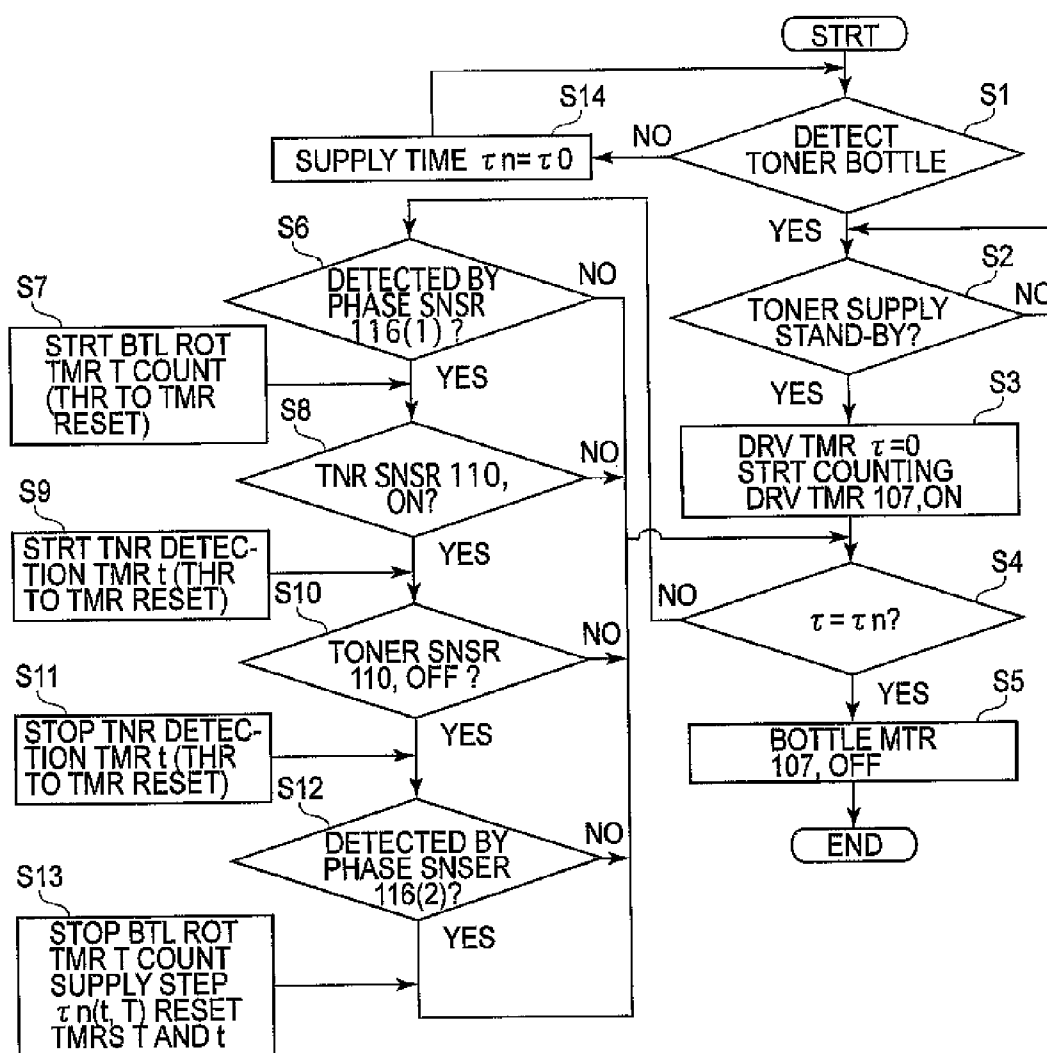 STRT
S14
S1
NO
DETECT
TONER BOTTLE
SUPPLY TIME τn=τ0
YES
S6
S2
DETECTED BY
PHASE SNSR
116(1) ?
NO
TONER SUPPLY
STAND-BY?
NO
S7
STRT BTL ROT
TMR T COUNT
(THR TO TMR
RESET)
YES
YES
S3
S8
DRV TMR τ=0
STRT COUNTING
DRV TMR 107,ON
TNR SNSR 110,
ON?
NO
S9
STRT TNR DETEC-
TION TMR t (THR
TO TMR RESET)
YES
S4
NO
τ=τn?
S10
TONER SNSR
110, OFF ?
NO
S11
YES
S5
STOP TNR DETEC-
TION TMR t (THR
TO TMR RESET)
YES
BOTTLE MTR
107, OFF
S12
DETECTED BY
PHASE SNSER
116(2)?
NO
END
S13
STOP BTL ROT
TMR T COUNT
SUPPLY STEP
τn(t, T) RESET
TMRS T AND t
YES